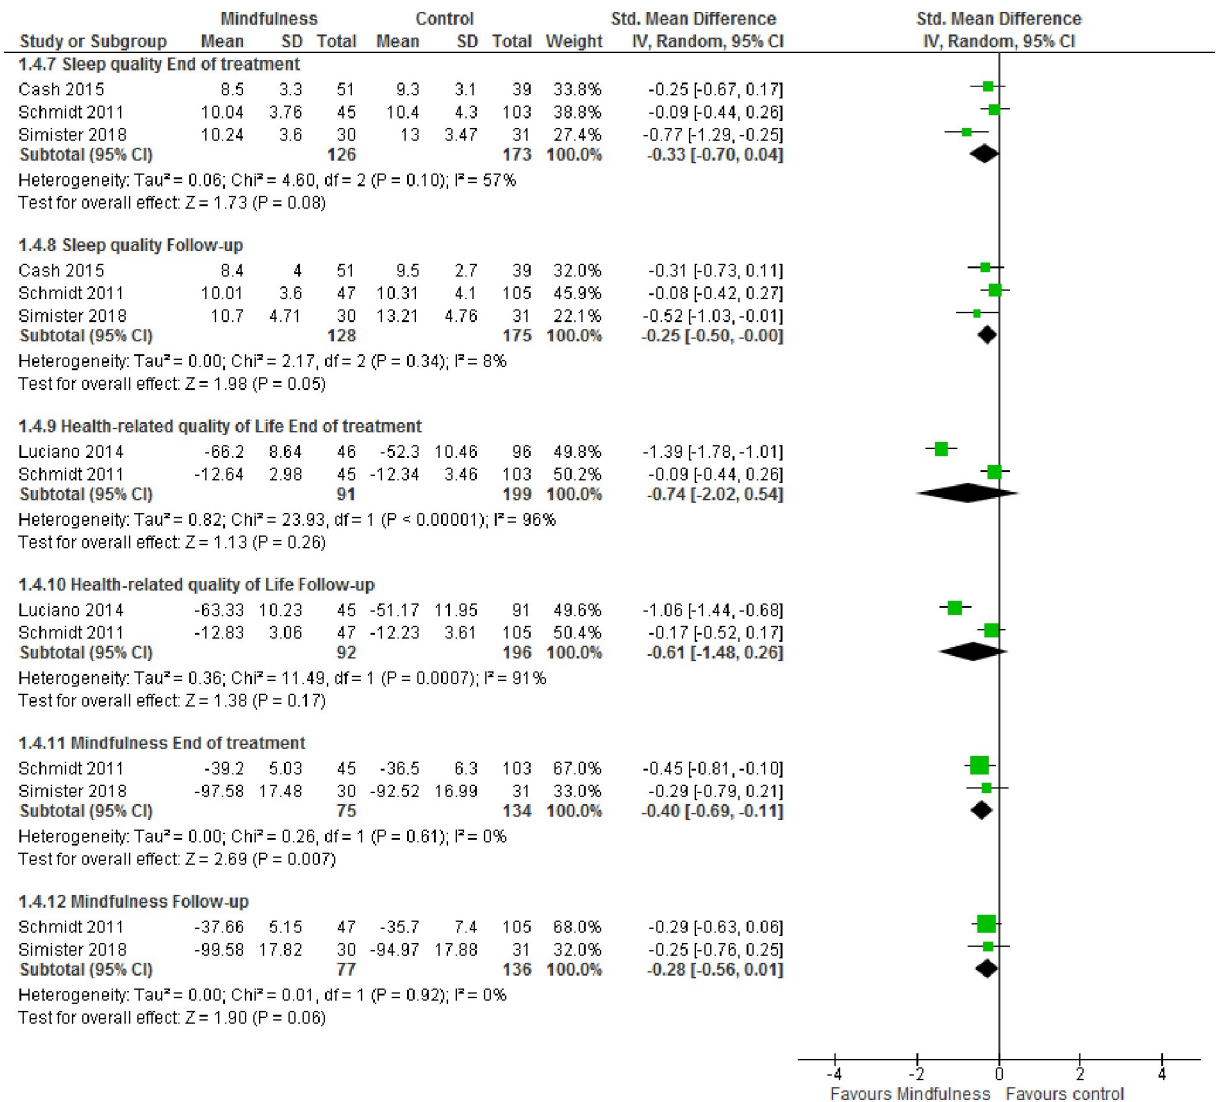 Mindfulness Control Std. Mean Difference Std. Mean Difference
Study or Subgroup Mean SD Total Mean SD Total Weight IV, Random, 95% CI IV, Random, 95% CI
1.4.7 Sleep quality End of treatment
Cash 2015 8.5 3.3 51 9.3 3.1 39 33.8% -0.25 [-0.67, 0.17]
Schmidt 2011 10.04 3.76 45 10.4 4.3 103 38.8% -0.09 [-0.44, 0.26]
Simister 2018 10.24 3.6 30 13 3.47 31 27.4% -0.77 [-1.29, -0.25]
Subtotal (95% CI) 126 173 100.0% -0.33 [-0.70, 0.04]
Heterogeneity: Tau² = 0.06; Chi² = 4.60, df = 2 (P = 0.10); I² = 57%
Test for overall effect: Z = 1.73 (P = 0.08)
1.4.8 Sleep quality Follow-up
Cash 2015 8.4 4 51 9.5 2.7 39 32.0% -0.31 [-0.73, 0.11]
Schmidt 2011 10.01 3.6 47 10.31 4.1 105 45.9% -0.08 [-0.42, 0.27]
Simister 2018 10.7 4.71 30 13.21 4.76 31 22.1% -0.52 [-1.03, -0.01]
Subtotal (95% CI) 128 175 100.0% -0.25 [-0.50, -0.00]
Heterogeneity: Tau² = 0.00; Chi² = 2.17, df = 2 (P = 0.34); I² = 8%
Test for overall effect: Z = 1.98 (P = 0.05)
1.4.9 Health-related quality of Life End of treatment
Luciano 2014 -66.2 8.64 46 -52.3 10.46 96 49.8% -1.39 [-1.78, -1.01]
Schmidt 2011 -12.64 2.98 45 -12.34 3.46 103 50.2% -0.09 [-0.44, 0.26]
Subtotal (95% CI) 91 199 100.0% -0.74 [-2.02, 0.54]
Heterogeneity: Tau² = 0.82; Chi² = 23.93, df = 1 (P < 0.00001); I² = 96%
Test for overall effect: Z = 1.13 (P = 0.26)
1.4.10 Health-related quality of Life Follow-up
Luciano 2014 -63.33 10.23 45 -51.17 11.95 91 49.6% -1.06 [-1.44, -0.68]
Schmidt 2011 -12.83 3.06 47 -12.23 3.61 105 50.4% -0.17 [-0.52, 0.17]
Subtotal (95% CI) 92 196 100.0% -0.61 [-1.48, 0.26]
Heterogeneity: Tau² = 0.36; Chi² = 11.49, df = 1 (P = 0.0007); I² = 91%
Test for overall effect: Z = 1.38 (P = 0.17)
1.4.11 Mindfulness End of treatment
Schmidt 2011 -39.2 5.03 45 -36.5 6.3 103 67.0% -0.45 [-0.81, -0.10]
Simister 2018 -97.58 17.48 30 -92.52 16.99 31 33.0% -0.29 [-0.79, 0.21]
Subtotal (95% CI) 75 134 100.0% -0.40 [-0.69, -0.11]
Heterogeneity: Tau² = 0.00; Chi² = 0.26, df = 1 (P = 0.61); I² = 0%
Test for overall effect: Z = 2.69 (P = 0.007)
1.4.12 Mindfulness Follow-up
Schmidt 2011 -37.66 5.15 47 -35.7 7.4 105 68.0% -0.29 [-0.63, 0.06]
Simister 2018 -99.58 17.82 30 -94.97 17.88 31 32.0% -0.25 [-0.76, 0.25]
Subtotal (95% CI) 77 136 100.0% -0.28 [-0.56, 0.01]
Heterogeneity: Tau² = 0.00; Chi² = 0.01, df = 1 (P = 0.92); I² = 0%
Test for overall effect: Z = 1.90 (P = 0.06)
-4 -2 0 2 4
Favours Mindfulness Favours control